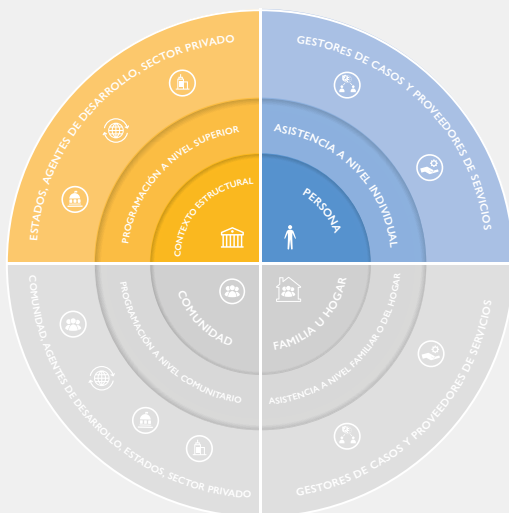 ESTADOS, AGENTES DE DESARROLLO, SECTOR PRIVADO
PROGRAMACIÓN A NIVEL SUPERIOR
CONTEXTO ESTRUCTURAL
GESTORES DE CASOS Y PROVEEDORES DE SERVICIOS
ASISTENCIA A NIVEL INDIVIDUAL
PERSONA
COMUNIDAD
PROGRAMACIÓN A NIVEL COMUNITARIO
COMUNIDAD, AGENTES DE DESARROLLO, ESTADOS, SECTOR PRIVADO
FAMILIA U HOGAR
ASISTENCIA A NIVEL FAMILIAR O DEL HOGAR
GESTORES DE CASOS Y PROVEEDORES DE SERVICIOS